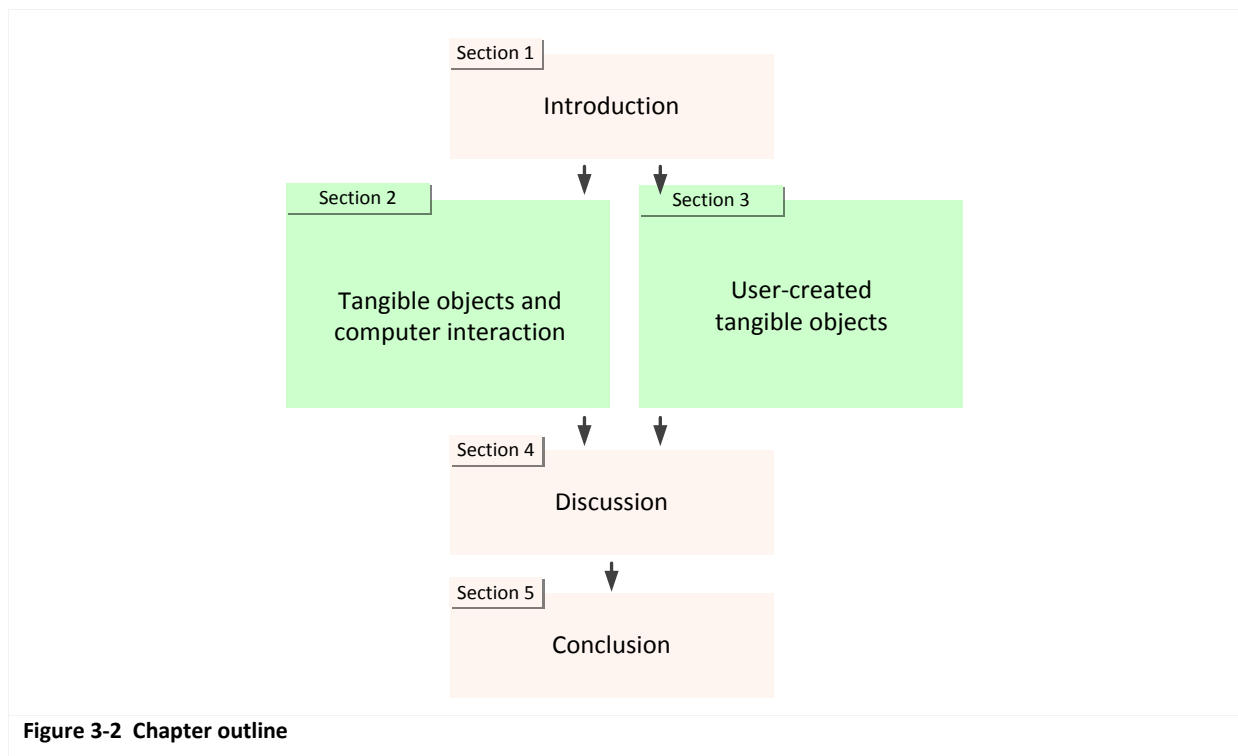 Section 1
Introduction
Section 2
Tangible objects and
computer interaction
Section 3
User-created
tangible objects
Section 4
Discussion
Section 5
Conclusion
Figure 3-2 Chapter outline